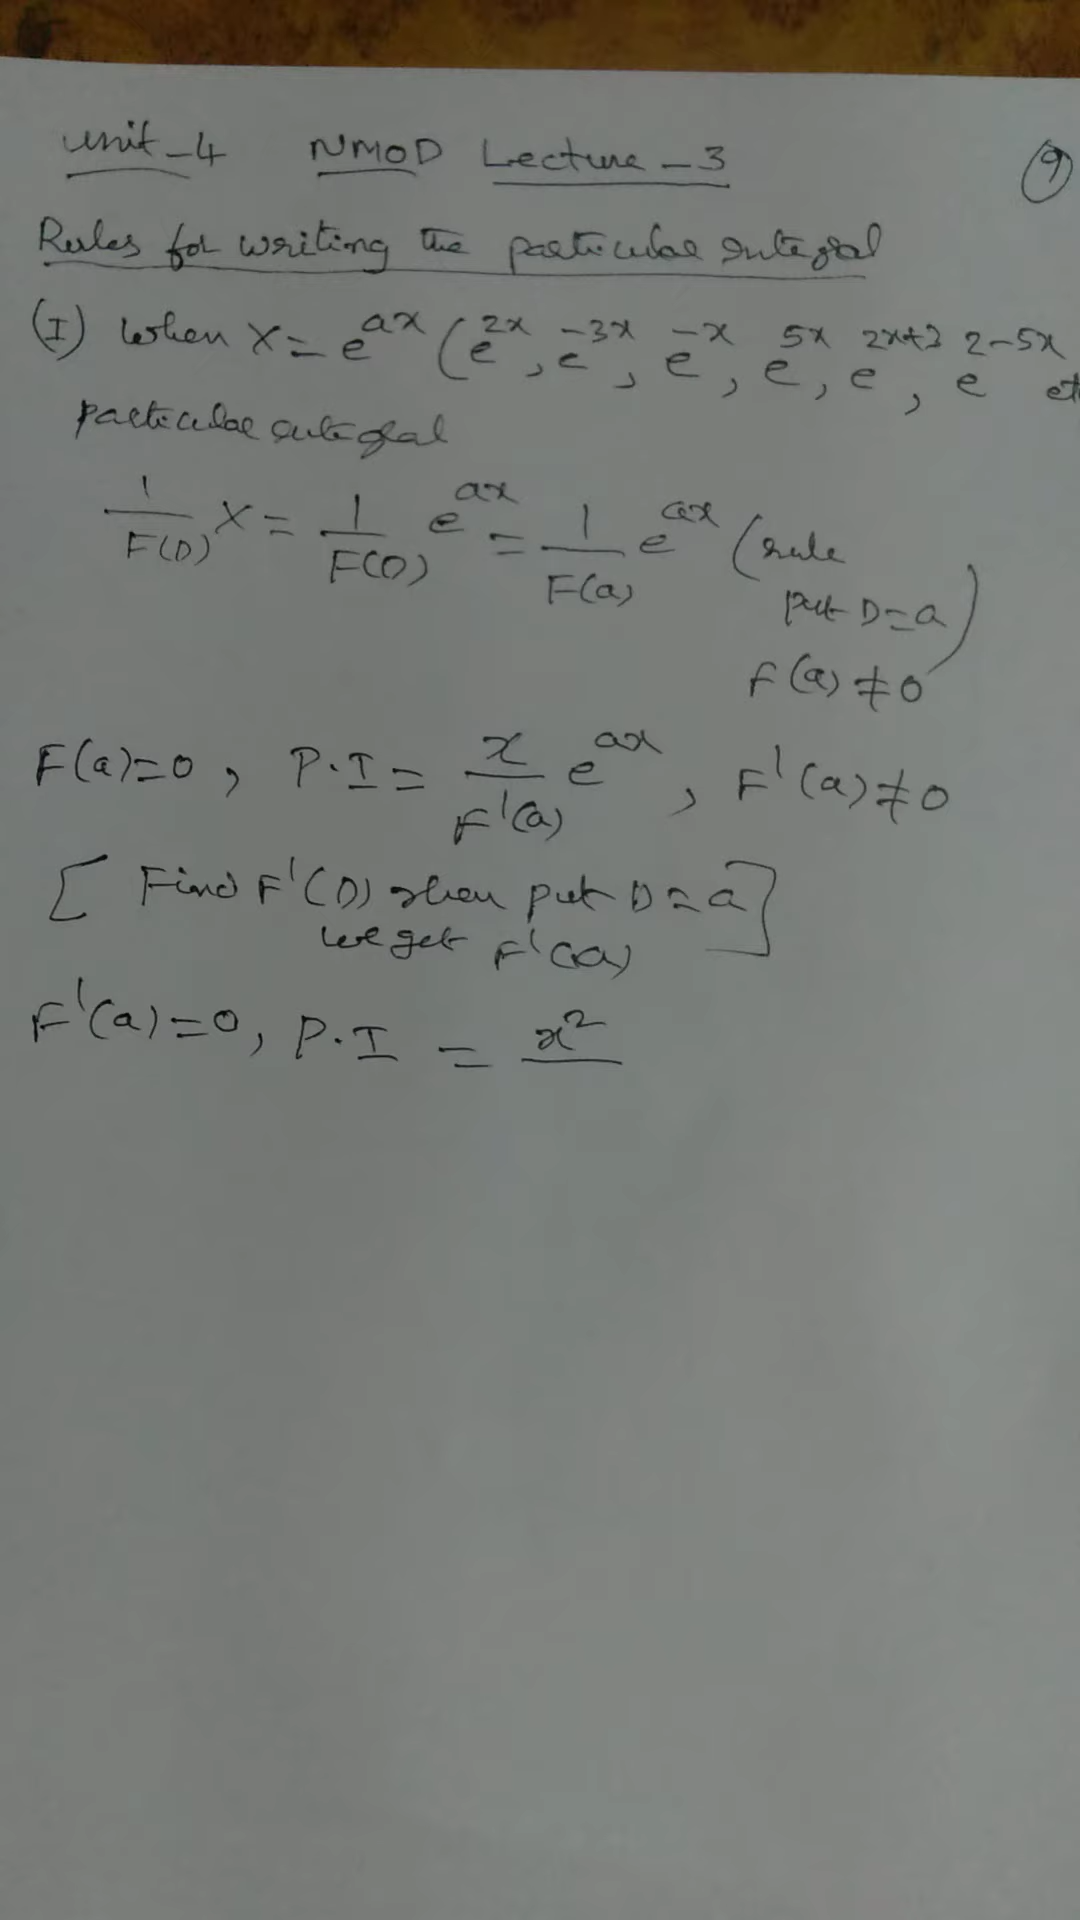 Unit-4 NMOD Lecture-3 (9)
Rules for writing the particular integral
(I) When X = e^{ax} (e^{2x}, e^{-3x}, e^{-x}, e^{5x}, e^{2x+3}, e^{2-5x} etc
particular integral
1/F(D) X = 1/F(D) e^{ax} = 1/F(a) e^{ax} (rule
put D=a)
F(a) ≠ 0
F(a)=0, P.I = x/F'(a) e^{ax}, F'(a) ≠ 0
[Find F'(D) then put D=a]
we get F'(a)
F'(a)=0, P.I = x²